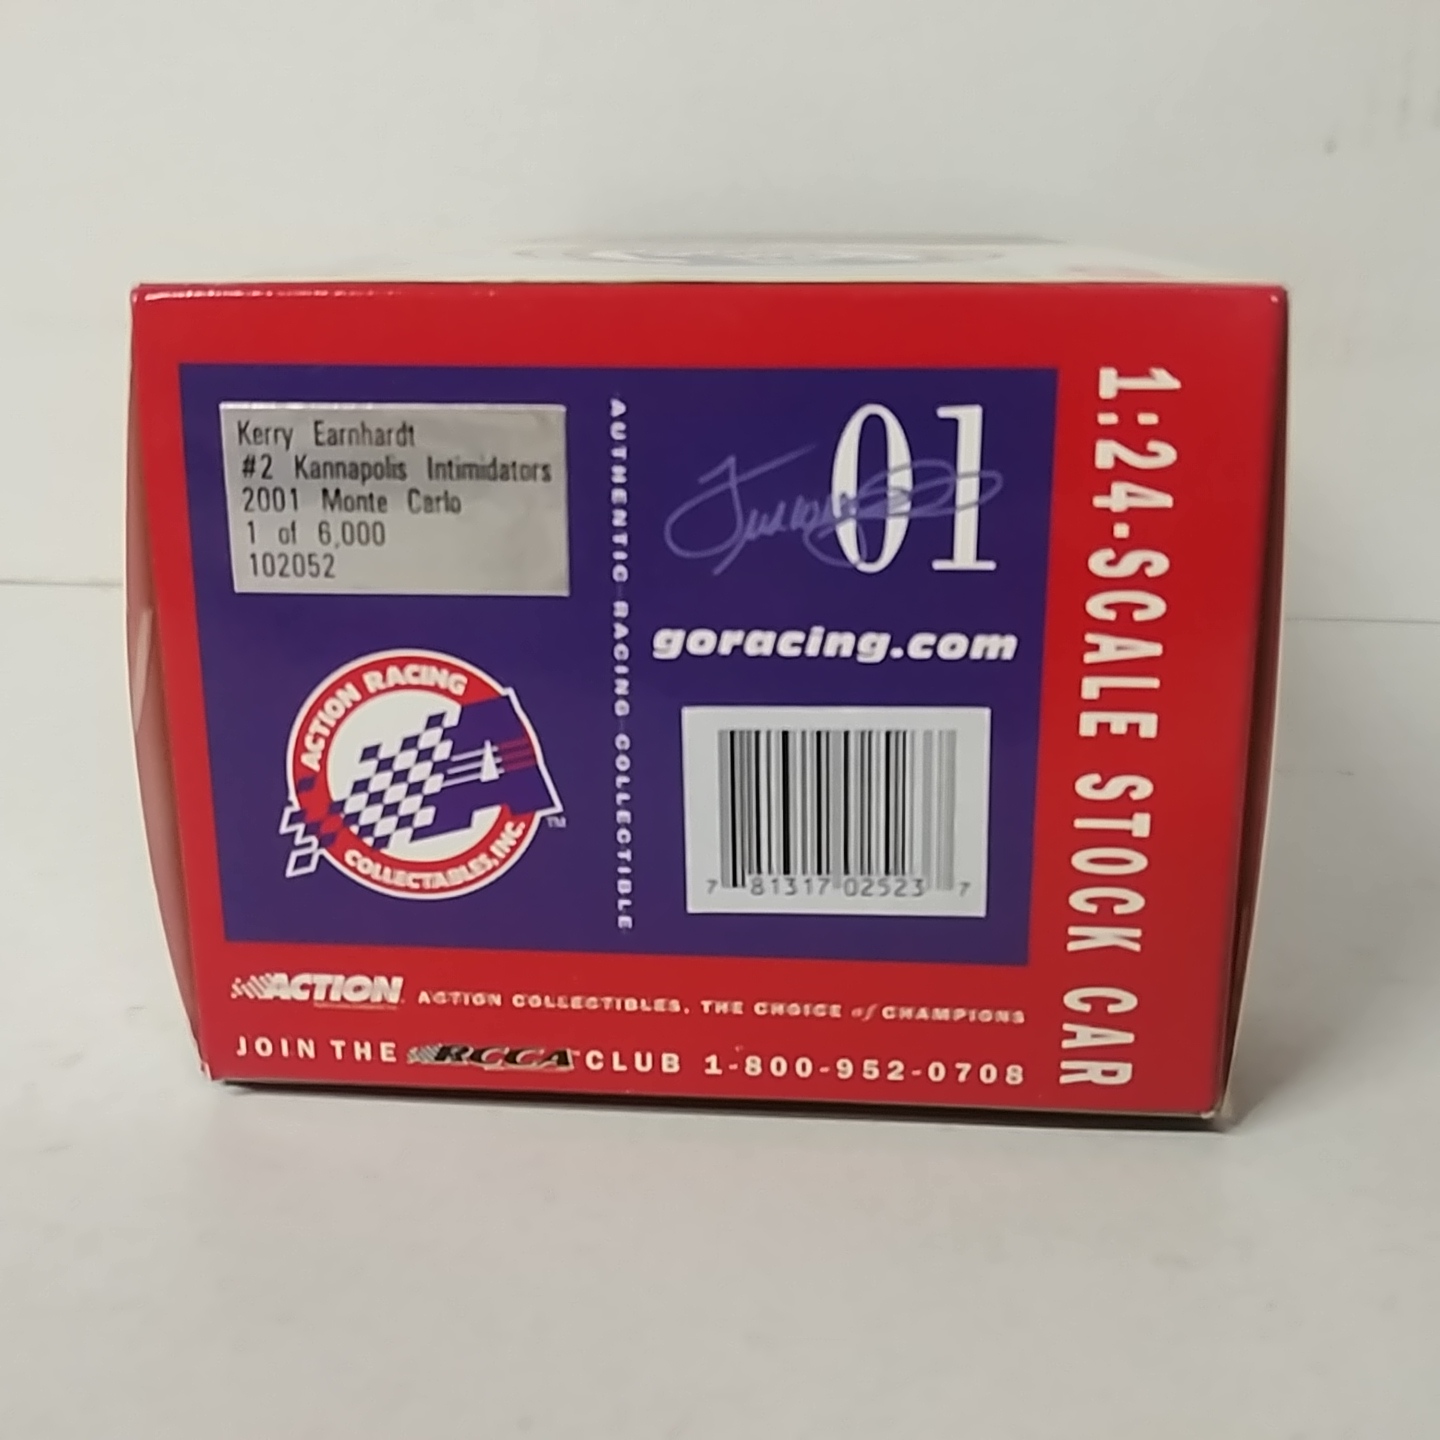 Kerry Earnhardt
#2 Kannapolis Intimidators
2001 Monte Carlo
1 of 6,000
102052
AUTHENTIC RACING COLLECTIBLE
01
goracing.com
ACTION RACING
COLLECTABLES, INC.
TM
7 81317 02523 7
ACTION ACTION COLLECTIBLES, THE CHOICE of CHAMPIONS
JOIN THE RCCA CLUB 1-800-952-0708
1:24-SCALE STOCK CAR